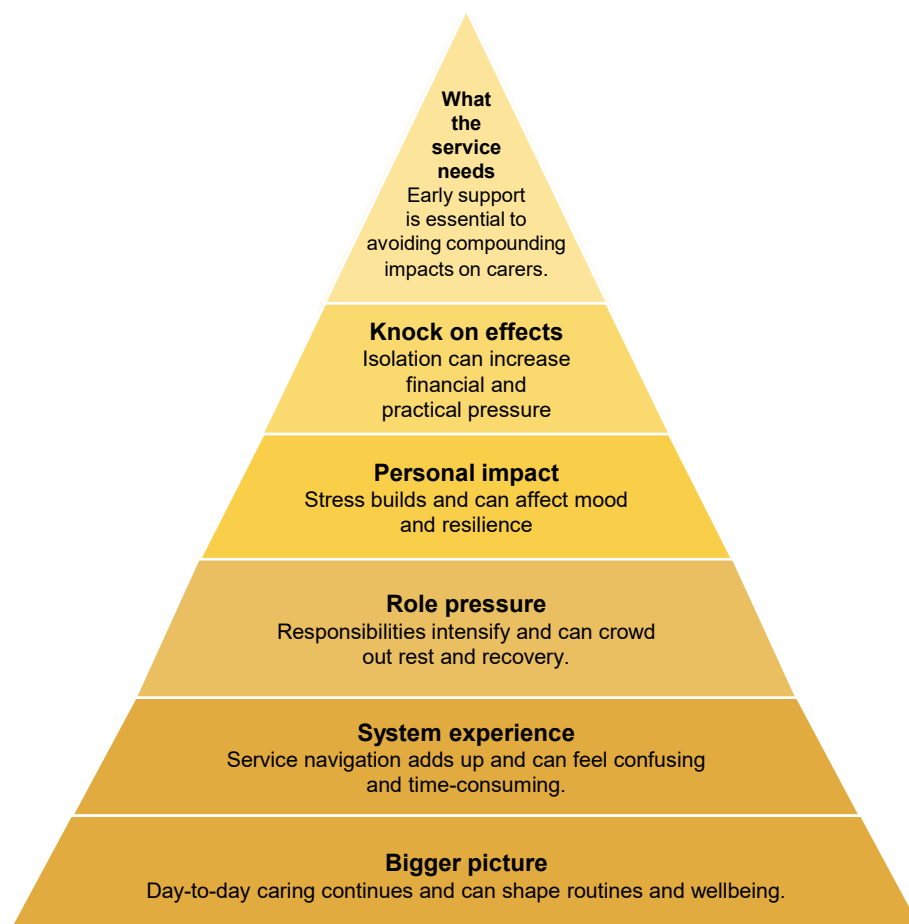 What
the
service
needs
Early support
is essential to
avoiding compounding
impacts on carers.
Knock on effects
Isolation can increase
financial and
practical pressure
Personal impact
Stress builds and can affect mood
and resilience
Role pressure
Responsibilities intensify and can crowd
out rest and recovery.
System experience
Service navigation adds up and can feel confusing
and time-consuming.
Bigger picture
Day-to-day caring continues and can shape routines and wellbeing.